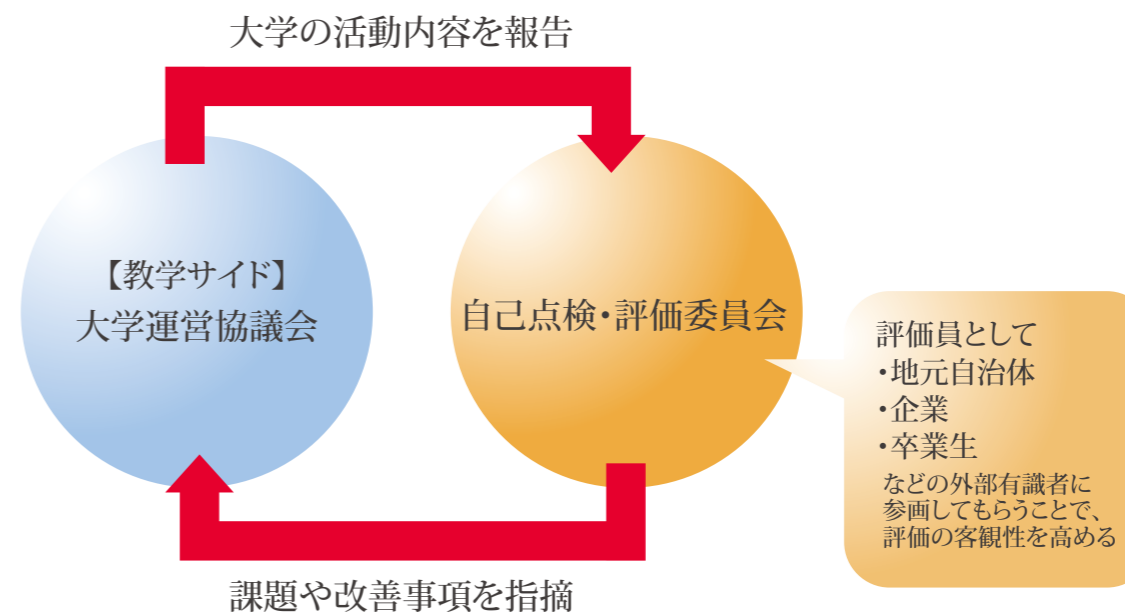 大学の活動内容を報告
【教学サイド】
大学運営協議会
自己点検・評価委員会
評価員として
・地元自治体
・企業
・卒業生
などの外部有識者に
参画してもらうことで、
評価の客観性を高める
課題や改善事項を指摘